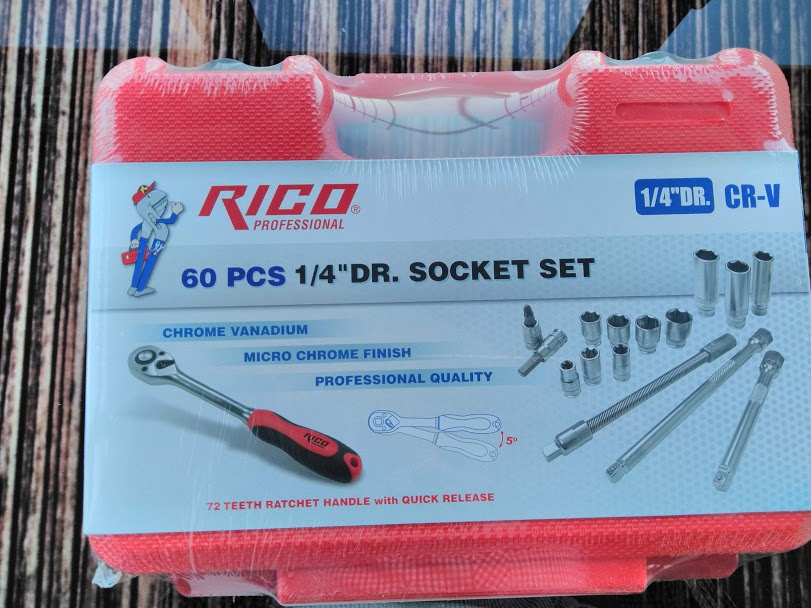 RICO®
PROFESSIONAL
1/4"DR. CR-V
60 PCS 1/4"DR. SOCKET SET
CHROME VANADIUM
MICRO CHROME FINISH
PROFESSIONAL QUALITY
RICO
5°
72 TEETH RATCHET HANDLE with QUICK RELEASE